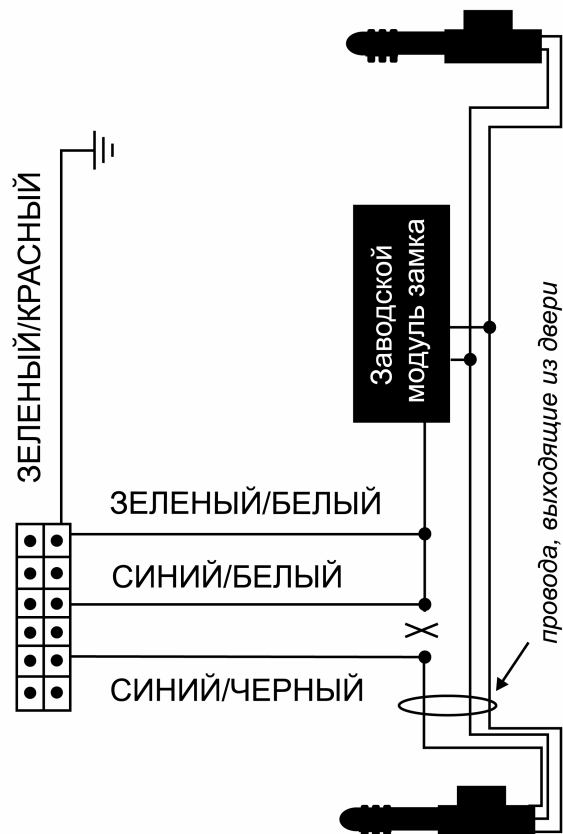 ЗЕЛЕНЫЙ/КРАСНЫЙ
Заводской
модуль замка
провода, выходящие из двери
ЗЕЛЕНЫЙ/БЕЛЫЙ
СИНИЙ/БЕЛЫЙ
СИНИЙ/ЧЕРНЫЙ